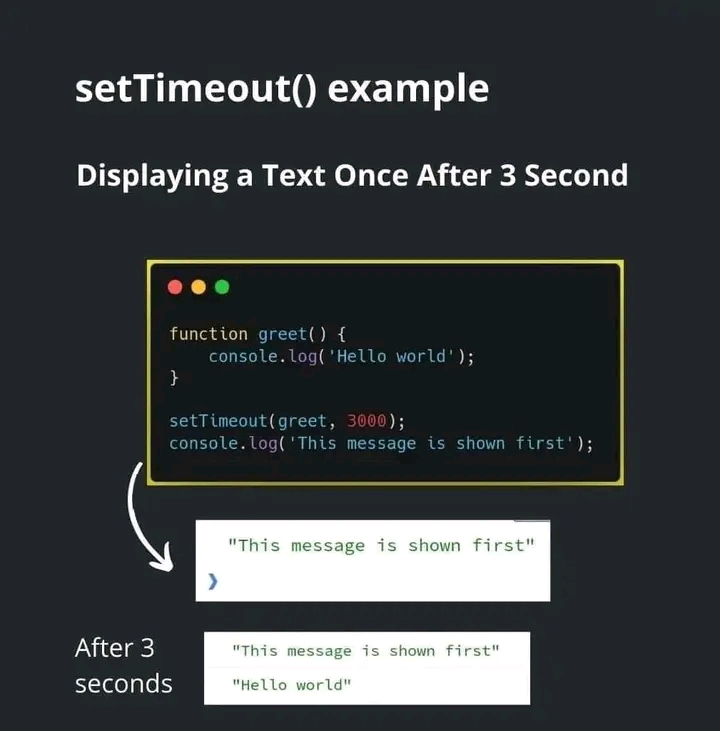 setTimeout() example
Displaying a Text Once After 3 Second
function greet() {
    console.log('Hello world');
}
setTimeout(greet, 3000);
console.log('This message is shown first');
"This message is shown first"
❯
After 3
seconds
"This message is shown first"
"Hello world"